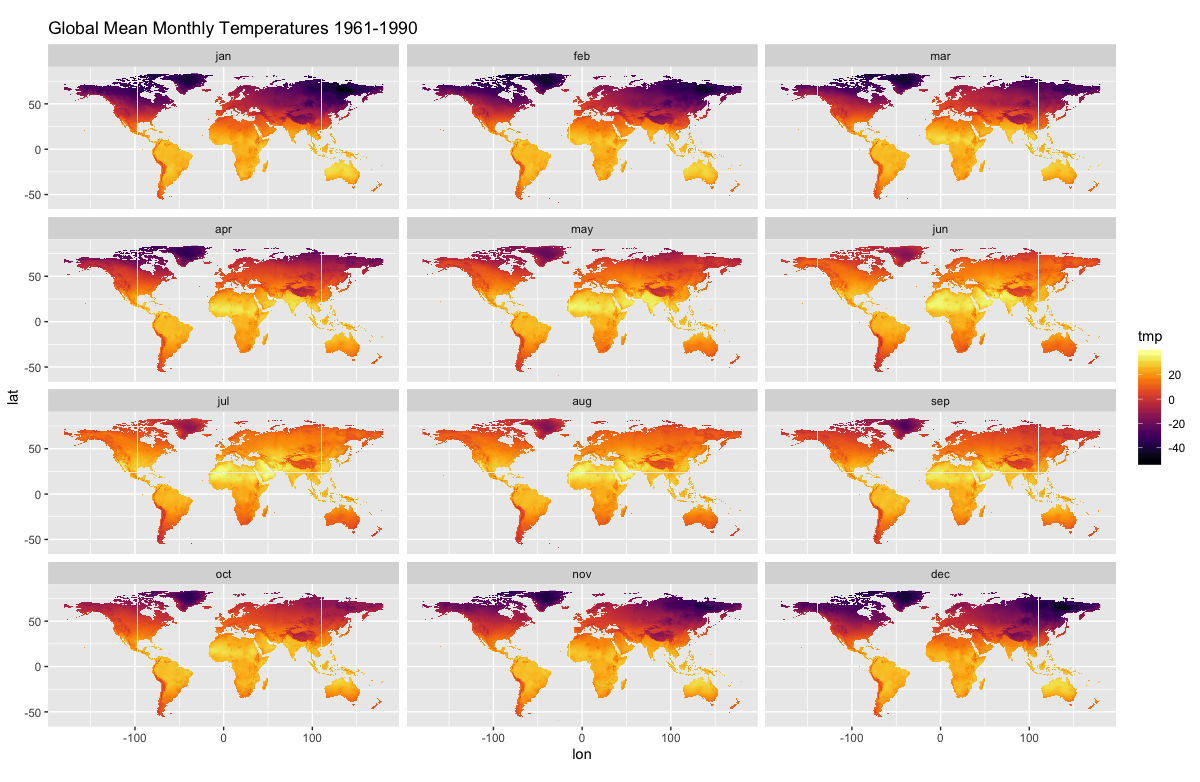 Global Mean Monthly Temperatures 1961-1990
jan feb mar
50
0
-50
apr may jun
50
0
-50
jul aug sep
50
0
-50
oct nov dec
50
0
-50
-100 0 100 -100 0 100 -100 0 100
lon
lat
tmp
20
0
-20
-40